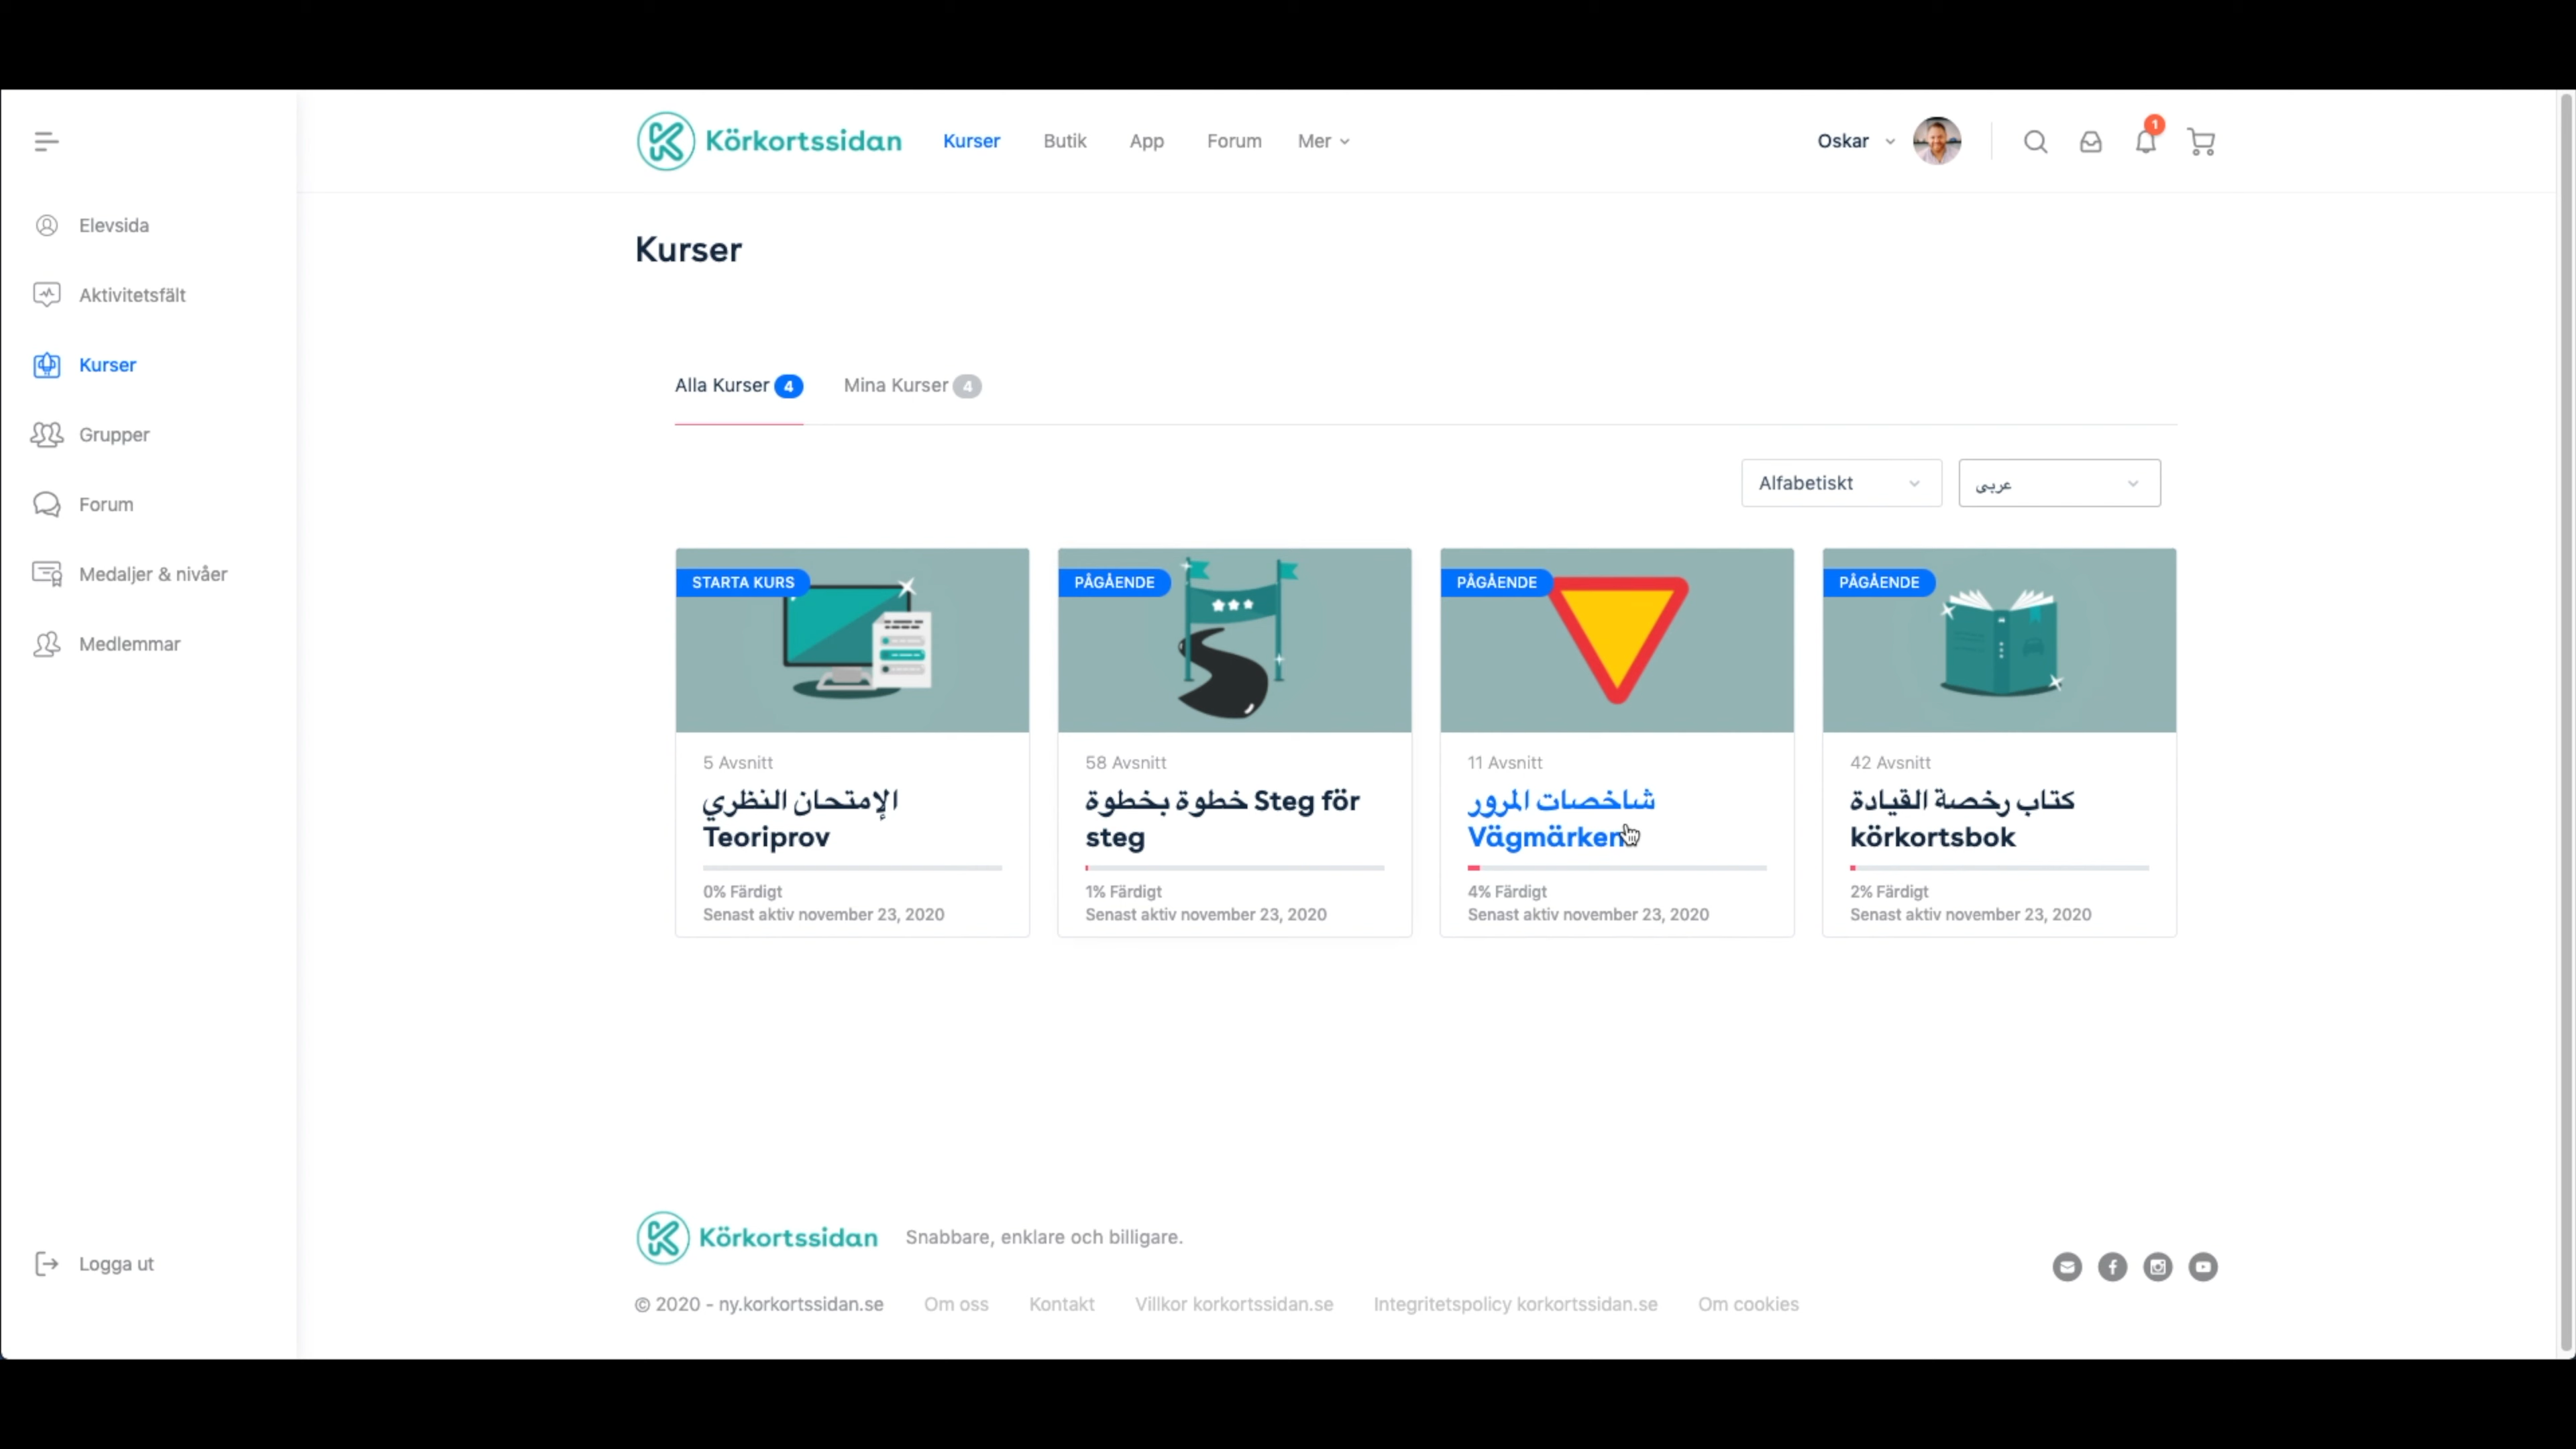 Körkortssidan
Kurser
Butik
App
Forum
Mer
Oskar
1
Elsevida
Aktivitetsfält
Kurser
Grupper
Forum
Medaljer & nivåer
Medlemmar
Logga ut
Kurser
Alla Kurser 4
Mina Kurser 4
Alfabetiskt
عربى
STARTA KURS
5 Avsnitt
الإمتحان النظري
Teoriprov
0% Färdigt
Senast aktiv november 23, 2020
PÅGÅENDE
58 Avsnitt
خطوة بخطوة Steg för
steg
1% Färdigt
Senast aktiv november 23, 2020
PÅGÅENDE
11 Avsnitt
شاخصات المرور
Vägmärken
4% Färdigt
Senast aktiv november 23, 2020
PÅGÅENDE
42 Avsnitt
كتاب رخصة القيادة
körkortsbok
2% Färdigt
Senast aktiv november 23, 2020
Körkortssidan
Snabbare, enklare och billigare.
© 2020 - ny.korkortssidan.se
Om oss
Kontakt
Villkor korkortssidan.se
Integritetspolicy korkortssidan.se
Om cookies